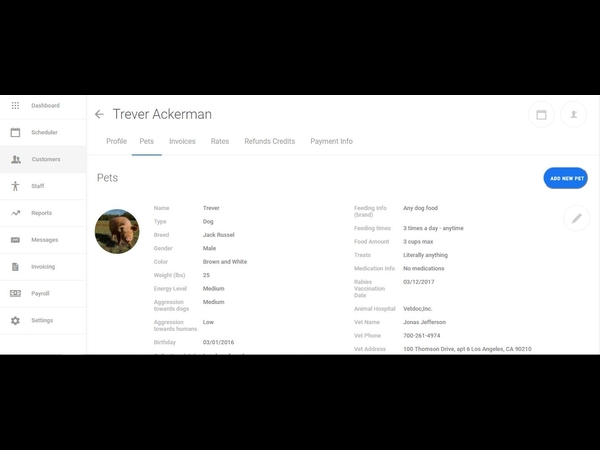 Dashboard
Scheduler
Customers
Staff
Reports
Messages
Invoicing
Payroll
Settings
Trever Ackerman
Profile Pets Invoices Rates Refunds Credits Payment Info
Pets
ADD NEW PET
Name Trever
Type Dog
Breed Jack Russel
Gender Male
Color Brown and White
Weight (lbs) 25
Energy Level Medium
Aggression towards dogs Medium
Aggression towards humans Low
Birthday 03/01/2016
Feeding Info (brand) Any dog food
Feeding times 3 times a day - anytime
Food Amount 3 cups max
Treats Literally anything
Medication Info No medications
Rabies Vaccination Date 03/12/2017
Animal Hospital Vetdoc,Inc.
Vet Name Jonas Jefferson
Vet Phone 700-261-4974
Vet Address 100 Thomson Drive, apt 6 Los Angeles, CA 90210